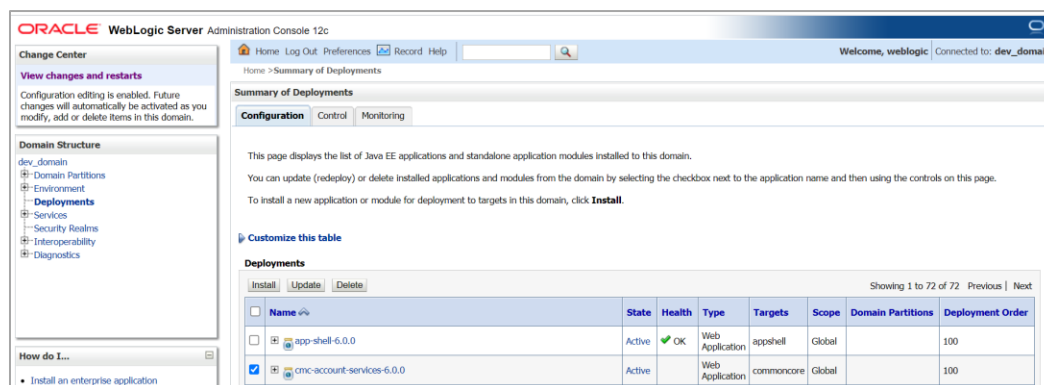 ORACLE WebLogic Server Administration Console 12c
Change Center
View changes and restarts
Configuration editing is enabled. Future
changes will automatically be activated as you
modify, add or delete items in this domain.
Domain Structure
dev_domain
Domain Partitions
Environment
Deployments
Services
Security Realms
Interoperability
Diagnostics
How do I...
Install an enterprise application
Home Log Out Preferences Record Help
Welcome, weblogic Connected to: dev_domai
Home >Summary of Deployments
Summary of Deployments
Configuration Control Monitoring
This page displays the list of Java EE applications and standalone application modules installed to this domain.
You can update (redeploy) or delete installed applications and modules from the domain by selecting the checkbox next to the application name and then using the controls on this page.
To install a new application or module for deployment to targets in this domain, click Install.
Customize this table
Deployments
Install Update Delete Showing 1 to 72 of 72 Previous | Next
Name State Health Type Targets Scope Domain Partitions Deployment Order
app-shell-6.0.0 Active OK Web
Application appshell Global 100
cmc-account-services-6.0.0 Active Web
Application commoncore Global 100